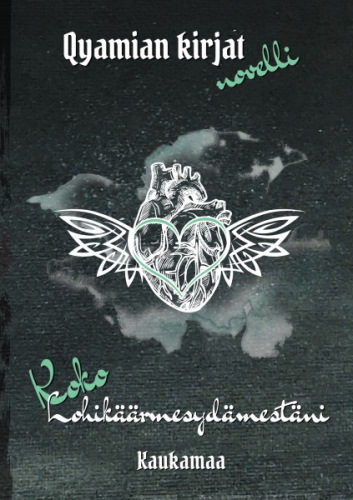 Qyamian kirjat
novelli
Koko
Lohikäärmesydämestäni
Kaukamaa